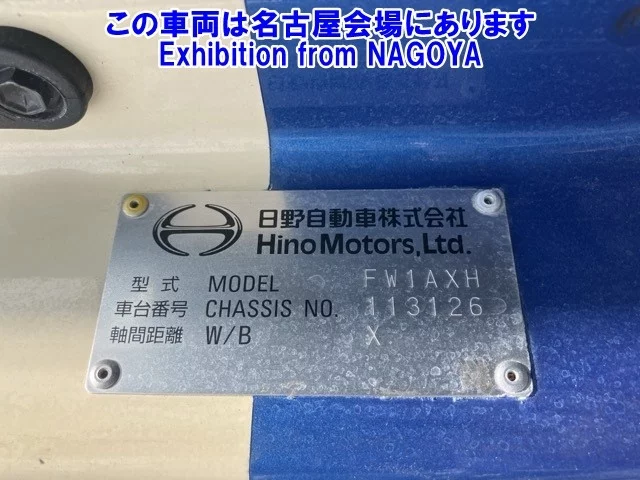 この車両は名古屋会場にあります
Exhibition from NAGOYA
日野自動車株式会社
Hino Motors, Ltd.
型式 MODEL FW1AXH
車台番号 CHASSIS NO. 113126
軸間距離 W/B X